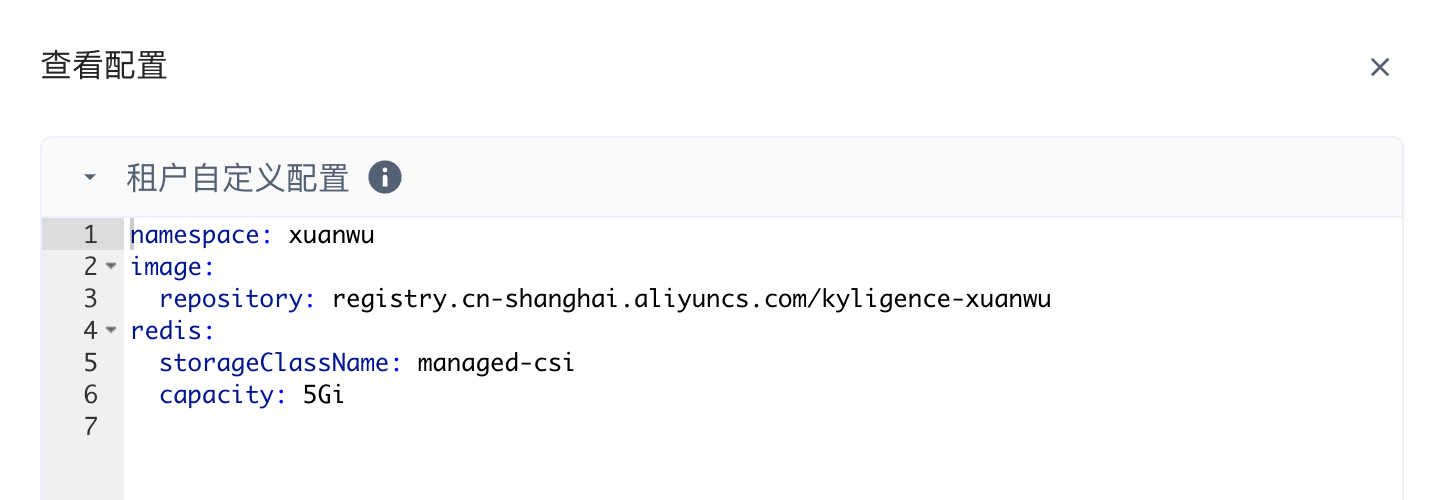 查看配置
租户自定义配置
1 namespace: xuanwu
2 image:
3   repository: registry.cn-shanghai.aliyuncs.com/kyligence-xuanwu
4 redis:
5   storageClassName: managed-csi
6   capacity: 5Gi
7